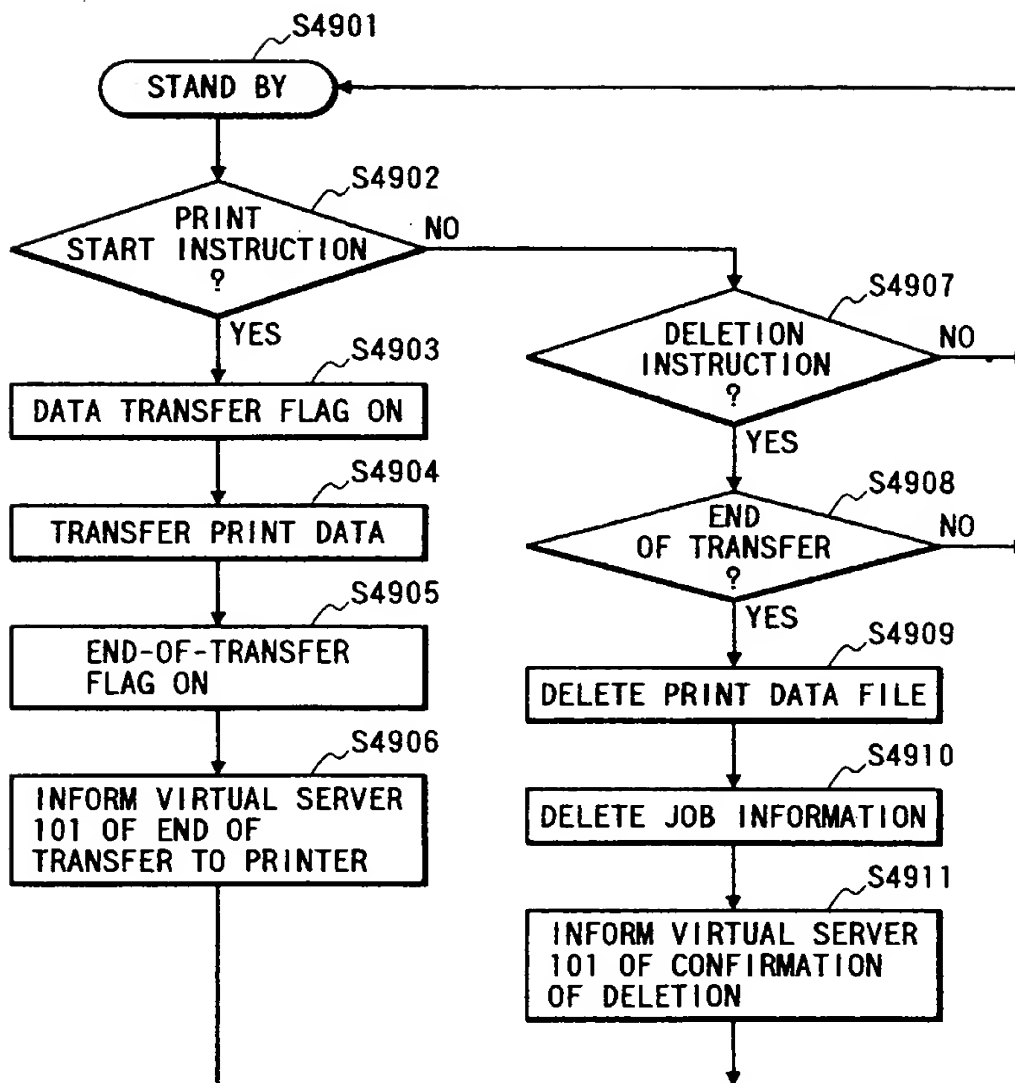 S4901
STAND BY
S4902
PRINT
START INSTRUCTION
?
NO
YES
S4903
DATA TRANSFER FLAG ON
S4904
TRANSFER PRINT DATA
S4905
END-OF-TRANSFER
FLAG ON
S4906
INFORM VIRTUAL SERVER
101 OF END OF
TRANSFER TO PRINTER
S4907
DELETION
INSTRUCTION
?
NO
YES
S4908
END
OF TRANSFER
?
NO
YES
S4909
DELETE PRINT DATA FILE
S4910
DELETE JOB INFORMATION
S4911
INFORM VIRTUAL SERVER
101 OF CONFIRMATION
OF DELETION